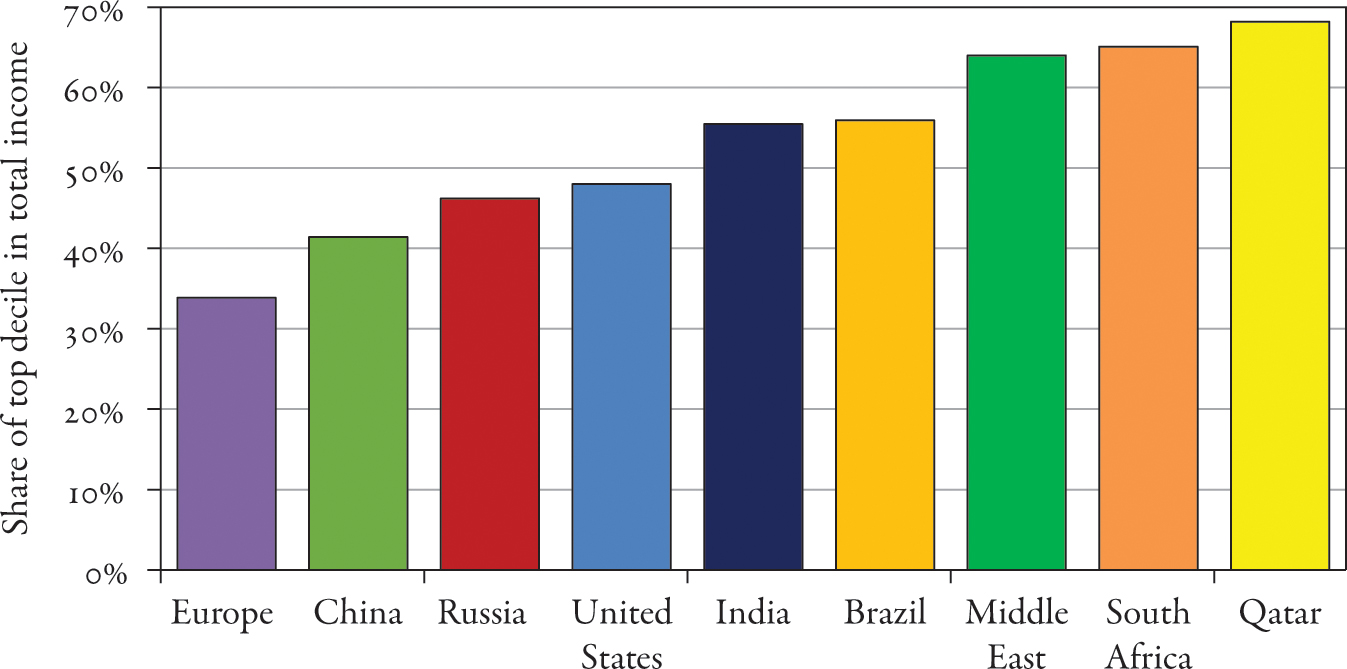 Share of top decile in total income
70%
60%
50%
40%
30%
20%
10%
0%
Europe
China
Russia
United
States
India
Brazil
Middle
East
South
Africa
Qatar